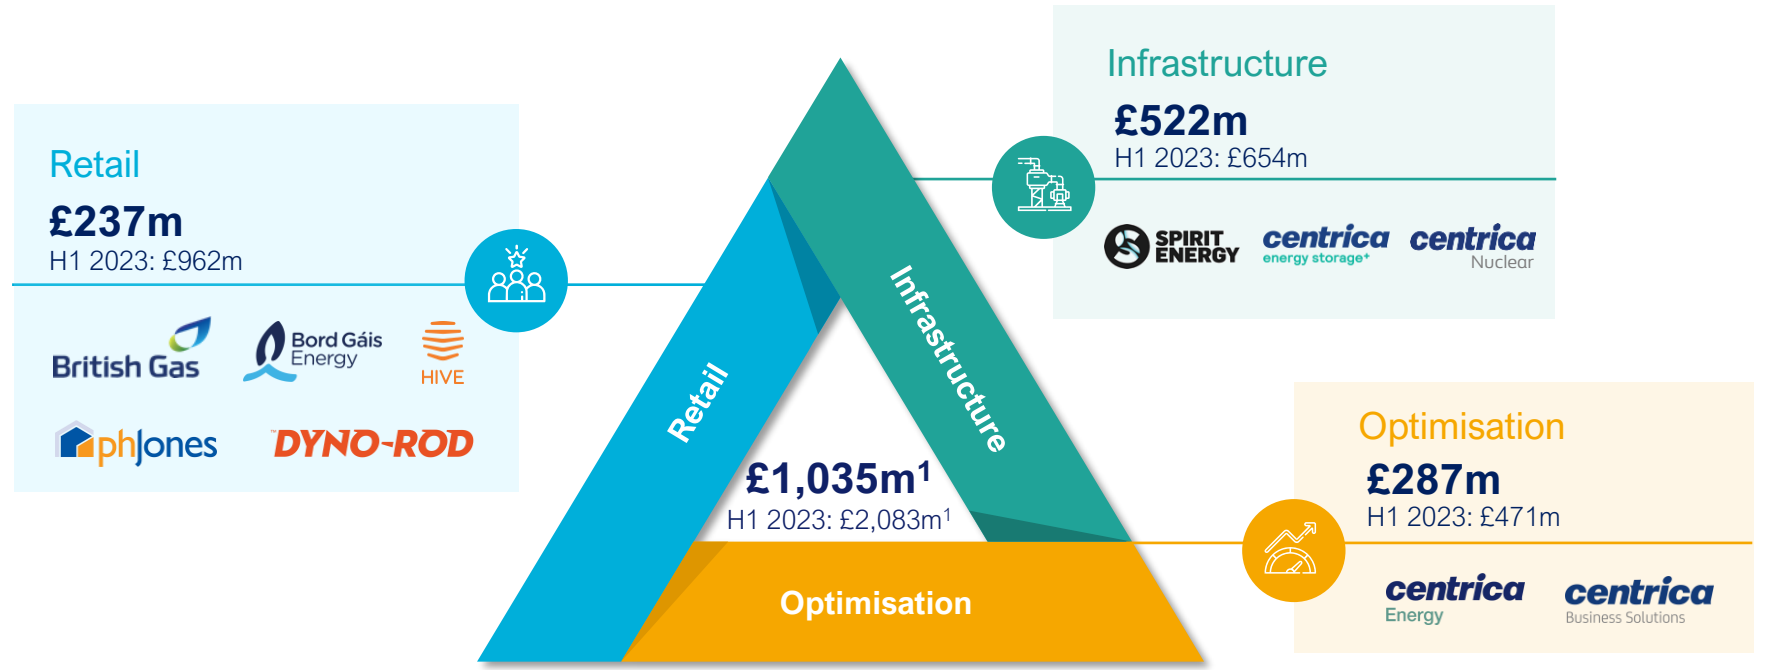 Retail
£237m
H1 2023: £962m
British Gas
Bord Gáis
Energy
HIVE
phJones
™DYNO-ROD
Retail
Infrastructure
£1,035m¹
H1 2023: £2,083m¹
Optimisation
Infrastructure
£522m
H1 2023: £654m
SPIRIT
ENERGY
centrica
energy storage+
centrica
Nuclear
Optimisation
£287m
H1 2023: £471m
centrica
Energy
centrica
Business Solutions